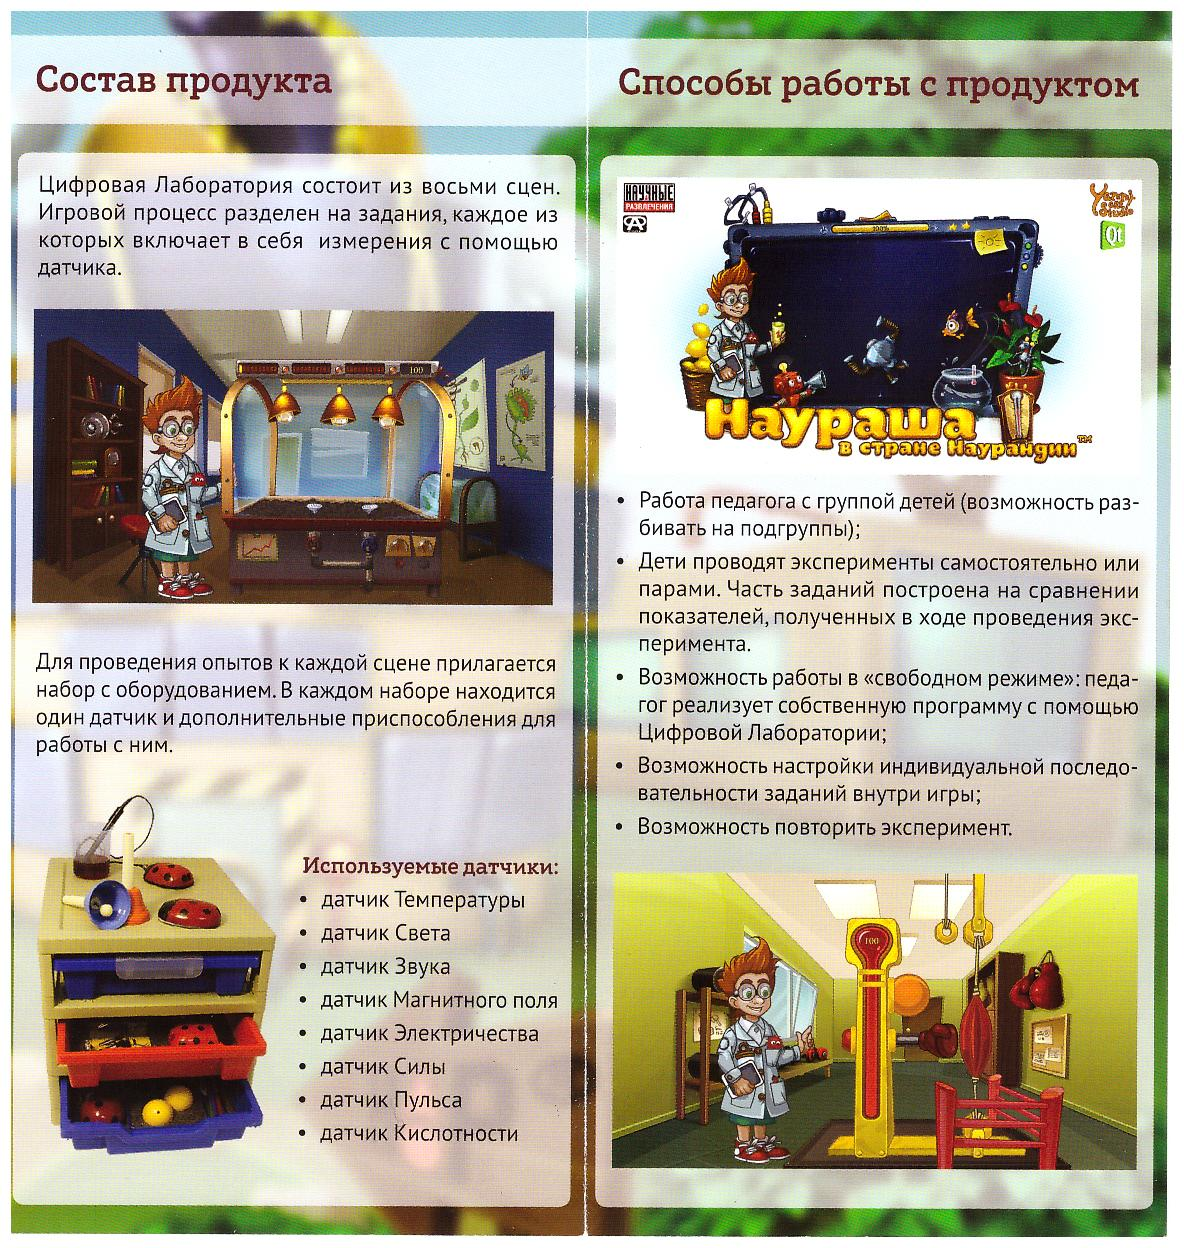 Состав продукта
Цифровая Лаборатория состоит из восьми сцен.
Игровой процесс разделен на задания, каждое из
которых включает в себя измерения с помощью
датчика.
100
Для проведения опытов к каждой сцене прилагается
набор с оборудованием. В каждом наборе находится
один датчик и дополнительные приспособления для
работы с ним.
Используемые датчики:
• датчик Температуры
• датчик Света
• датчик Звука
• датчик Магнитного поля
• датчик Электричества
• датчик Силы
• датчик Пульса
• датчик Кислотности
Способы работы с продуктом
НАУЧНЫЕ
РАЗВЛЕЧЕНИЯ
100%
Qt
Наураша
в стране Наурандии™
• Работа педагога с группой детей (возможность раз-
бивать на подгруппы);
• Дети проводят эксперименты самостоятельно или
парами. Часть заданий построена на сравнении
показателей, полученных в ходе проведения экс-
перимента.
• Возможность работы в «свободном режиме»: педа-
гог реализует собственную программу с помощью
Цифровой Лаборатории;
• Возможность настройки индивидуальной последо-
вательности заданий внутри игры;
• Возможность повторить эксперимент.
100